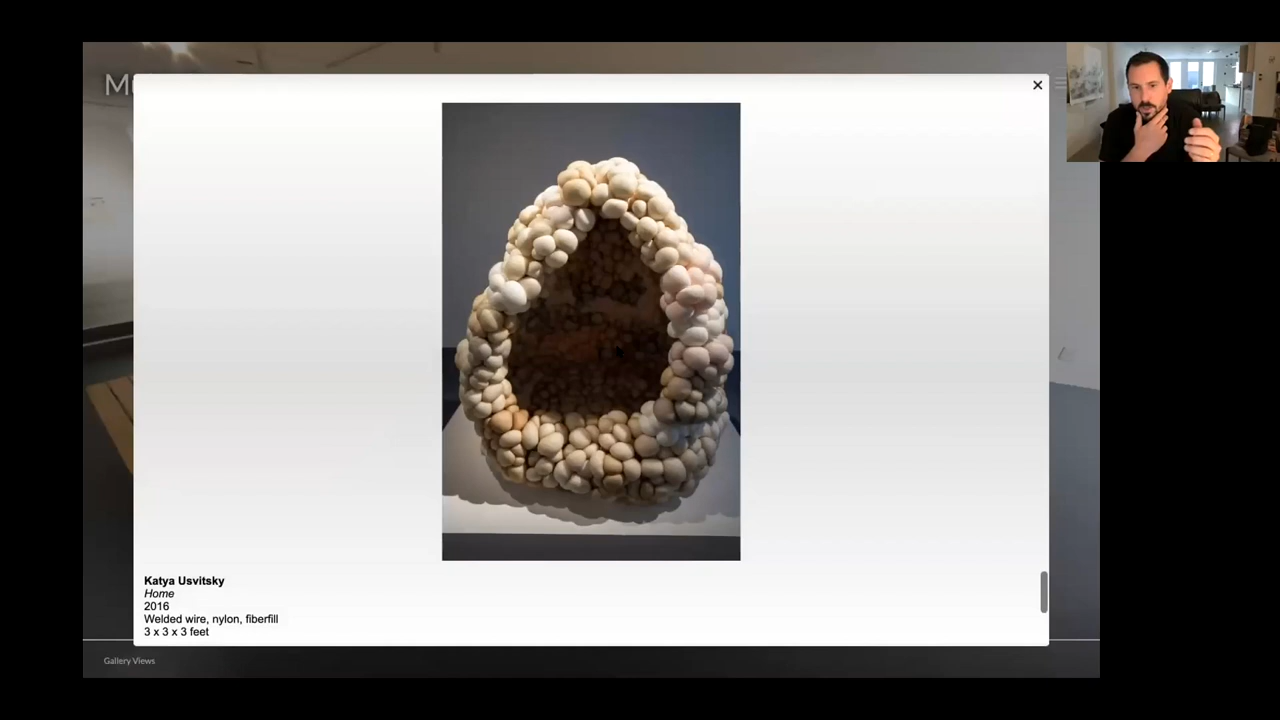 M
×
Katya Usvitsky
Home
2016
Welded wire, nylon, fiberfill
3 x 3 x 3 feet
Gallery Views